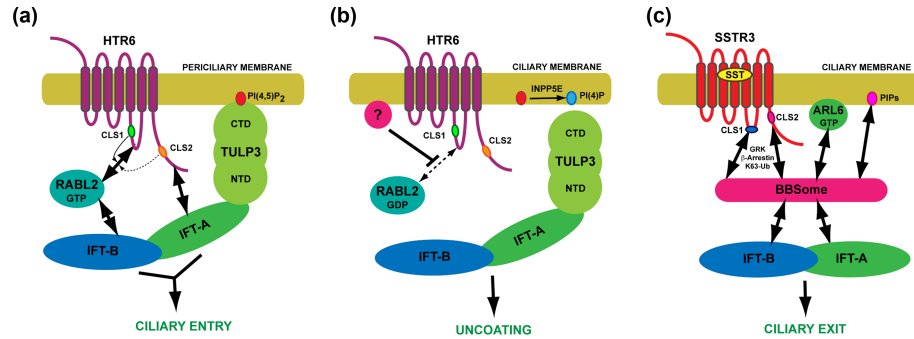 (a)
HTR6
PERICILIARY MEMBRANE
PI(4,5)P2
CLS1
CLS2
CTD
TULP3
NTD
RABL2
GTP
IFT-A
IFT-B
CILIARY ENTRY
(b)
HTR6
CILIARY MEMBRANE
INPP5E
PI(4)P
?
CLS1
CLS2
CTD
TULP3
NTD
RABL2
GDP
IFT-A
IFT-B
UNCOATING
(c)
SSTR3
CILIARY MEMBRANE
SST
PIPs
CLS2
ARL6
GTP
CLS1
GRK
β-Arrestin
K63-Ub
BBSome
IFT-B
IFT-A
CILIARY EXIT